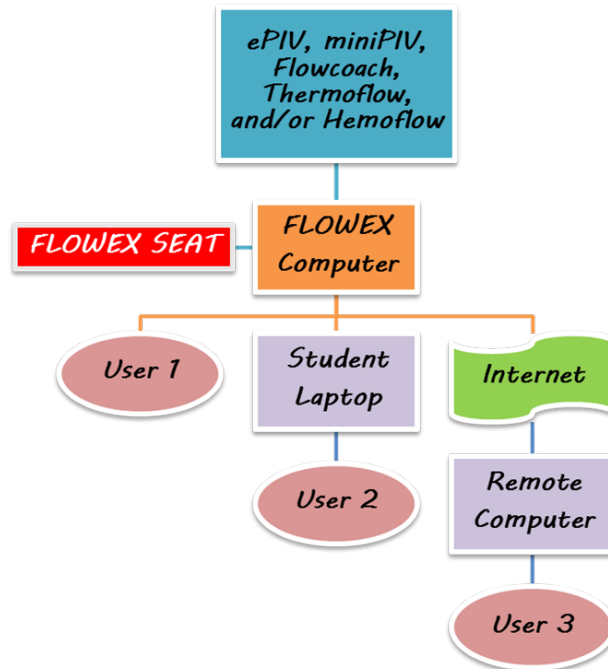 ePIV, miniPIV,
Flowcoach,
Thermoflow,
and/or Hemoflow
FLOWEX SEAT
FLOWEX
Computer
User 1
Student
Laptop
Internet
User 2
Remote
Computer
User 3